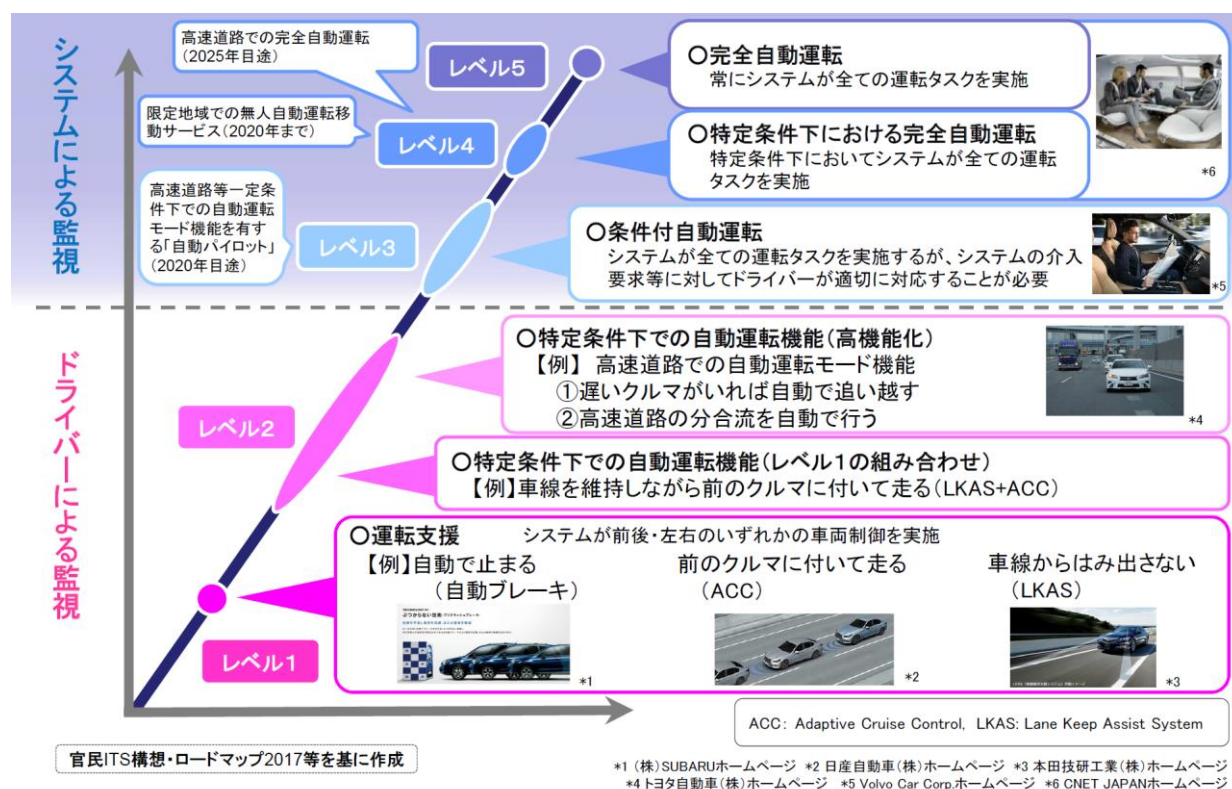 システムによる監視
ドライバーによる監視
高速道路での完全自動運転
(2025年目途)
レベル5
〇完全自動運転
常にシステムが全ての運転タスクを実施
限定地域での無人自動運転移
動サービス(2020年まで)
レベル4
〇特定条件下における完全自動運転
特定条件下においてシステムが全ての運転
タスクを実施
*6
高速道路等一定条
件下での自動運転
モード機能を有す
る「自動パイロット」
(2020年目途)
レベル3
〇条件付自動運転
システムが全ての運転タスクを実施するが、システムの介入
要求等に対してドライバーが適切に対応することが必要
*5
レベル2
〇特定条件下での自動運転機能(高機能化)
【例】 高速道路での自動運転モード機能
①遅いクルマがいれば自動で追い越す
②高速道路の分合流を自動で行う
*4
〇特定条件下での自動運転機能(レベル1の組み合わせ)
【例】車線を維持しながら前のクルマに付いて走る(LKAS+ACC)
レベル1
〇運転支援 システムが前後・左右のいずれかの車両制御を実施
【例】自動で止まる
(自動ブレーキ)
ぶつからない技術
*1
前のクルマに付いて走る
(ACC)
*2
車線からはみ出さない
(LKAS)
*3
ACC: Adaptive Cruise Control, LKAS: Lane Keep Assist System
官民ITS構想・ロードマップ2017等を基に作成
*1 (株)SUBARUホームページ *2 日産自動車(株)ホームページ *3 本田技研工業(株)ホームページ
*4 トヨタ自動車(株)ホームページ *5 Volvo Car Corp.ホームページ *6 CNET JAPANホームページ